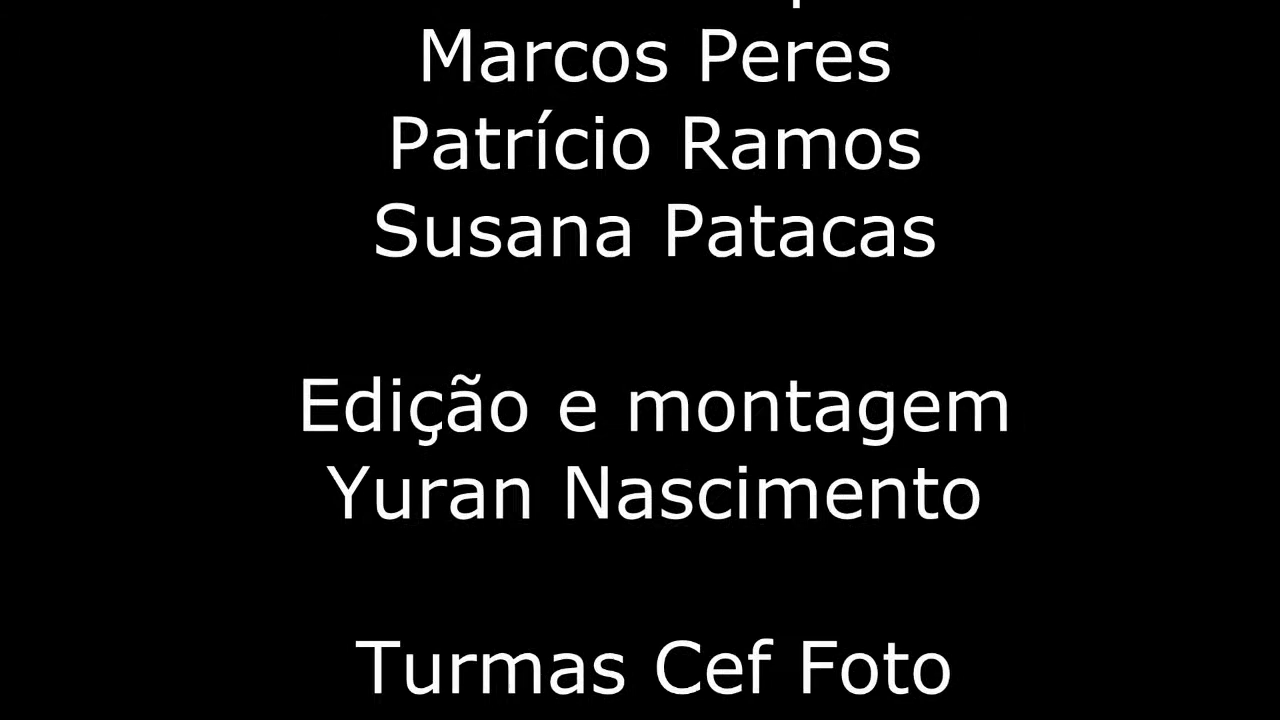 Marcos Peres
Patrício Ramos
Susana Patacas
Edição e montagem
Yuran Nascimento
Turmas Cef Foto